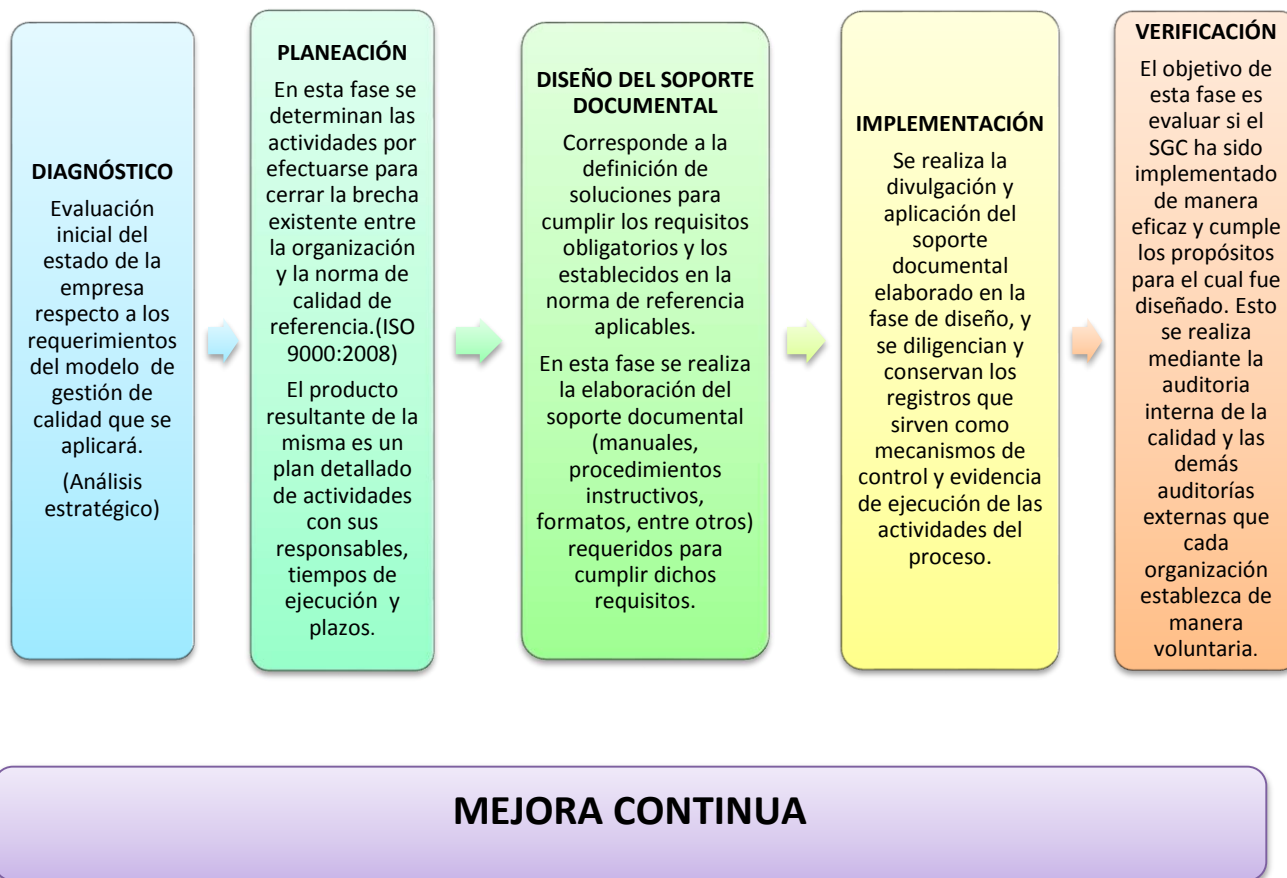 DIAGNÓSTICO
Evaluación
inicial del
estado de la
empresa
respecto a los
requerimientos
del modelo de
gestión de
calidad que se
aplicará.
(Análisis
estratégico)
PLANEACIÓN
En esta fase se
determinan las
actividades por
efectuarse para
cerrar la brecha
existente entre
la organización
y la norma de
calidad de
referencia.(ISO
9000:2008)
El producto
resultante de la
misma es un
plan detallado
de actividades
con sus
responsables,
tiempos de
ejecución y
plazos.
DISEÑO DEL SOPORTE
DOCUMENTAL
Corresponde a la
definición de
soluciones para
cumplir los requisitos
obligatorios y los
establecidos en la
norma de referencia
aplicables.
En esta fase se realiza
la elaboración del
soporte documental
(manuales,
procedimientos
instructivos,
formatos, entre otros)
requeridos para
cumplir dichos
requisitos.
IMPLEMENTACIÓN
Se realiza la
divulgación y
aplicación del
soporte
documental
elaborado en la
fase de diseño, y
se diligencian y
conservan los
registros que
sirven como
mecanismos de
control y evidencia
de ejecución de las
actividades del
proceso.
VERIFICACIÓN
El objetivo de
esta fase es
evaluar si el
SGC ha sido
implementado
de manera
eficaz y cumple
los propósitos
para el cual fue
diseñado. Esto
se realiza
mediante la
auditoria
interna de la
calidad y las
demás
auditorías
externas que
cada
organización
establezca de
manera
voluntaria.
MEJORA CONTINUA